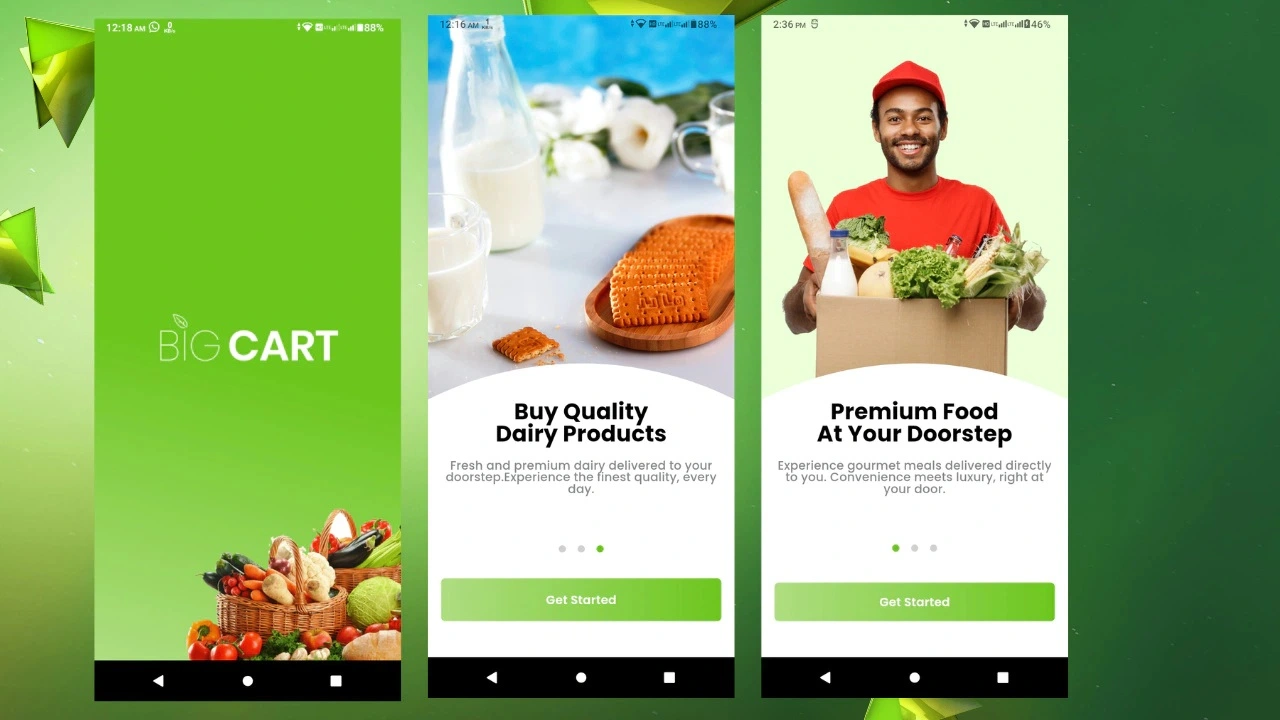 12:18 AM
88%
BIG CART
12:16 AM
88%
Buy Quality
Dairy Products
Fresh and premium dairy delivered to your
doorstep.Experience the finest quality, every
day.
Get Started
2:36 PM
46%
Premium Food
At Your Doorstep
Experience gourmet meals delivered directly
to you. Convenience meets luxury, right at
your door.
Get Started